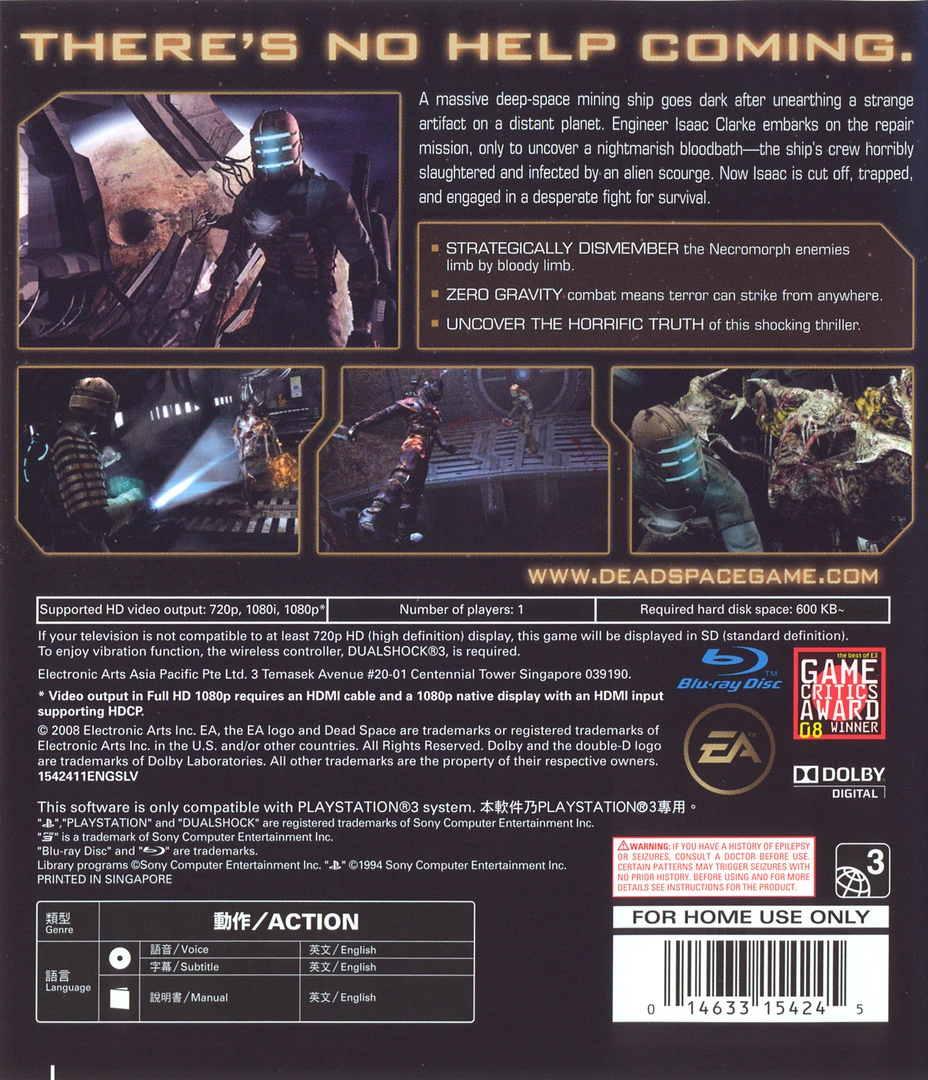 THERE'S NO HELP COMING.
A massive deep-space mining ship goes dark after unearthing a strange
artifact on a distant planet. Engineer Isaac Clarke embarks on the repair
mission, only to uncover a nightmarish bloodbath—the ship's crew horribly
slaughtered and infected by an alien scourge. Now Isaac is cut off, trapped,
and engaged in a desperate fight for survival.
■ STRATEGICALLY DISMEMBER the Necromorph enemies
limb by bloody limb.
■ ZERO GRAVITY combat means terror can strike from anywhere.
■ UNCOVER THE HORRIFIC TRUTH of this shocking thriller.
WWW.DEADSPACEGAME.COM
Supported HD video output: 720p, 1080i, 1080p* Number of players: 1 Required hard disk space: 600 KB~
If your television is not compatible to at least 720p HD (high definition) display, this game will be displayed in SD (standard definition).
To enjoy vibration function, the wireless controller, DUALSHOCK®3, is required.
Electronic Arts Asia Pacific Pte Ltd. 3 Temasek Avenue #20-01 Centennial Tower Singapore 039190.
* Video output in Full HD 1080p requires an HDMI cable and a 1080p native display with an HDMI input
supporting HDCP.
© 2008 Electronic Arts Inc. EA, the EA logo and Dead Space are trademarks or registered trademarks of
Electronic Arts Inc. in the U.S. and/or other countries. All Rights Reserved. Dolby and the double-D logo
are trademarks of Dolby Laboratories. All other trademarks are the property of their respective owners.
1542411ENGSLV
Blu-ray Disc™
the best of E3
GAME
CRITICS
AWARD
08 WINNER
EA™
DOLBY
DIGITAL
This software is only compatible with PLAYSTATION®3 system. 本軟件乃PLAYSTATION®3專用。
"","PLAYSTATION" and "DUALSHOCK" are registered trademarks of Sony Computer Entertainment Inc.
"" is a trademark of Sony Computer Entertainment Inc.
"Blu-ray Disc" and "" are trademarks.
Library programs ©Sony Computer Entertainment Inc. "" ©1994 Sony Computer Entertainment Inc.
PRINTED IN SINGAPORE
WARNING: IF YOU HAVE A HISTORY OF EPILEPSY
OR SEIZURES, CONSULT A DOCTOR BEFORE USE.
CERTAIN PATTERNS MAY TRIGGER SEIZURES WITH
NO PRIOR HISTORY. BEFORE USING AND FOR MORE
DETAILS SEE INSTRUCTIONS FOR THE PRODUCT.
3
FOR HOME USE ONLY
0 14633 15424 5
類型
Genre
動作/ACTION
語言
Language
語音/Voice 英文/English
字幕/Subtitle 英文/English
說明書/Manual 英文/English